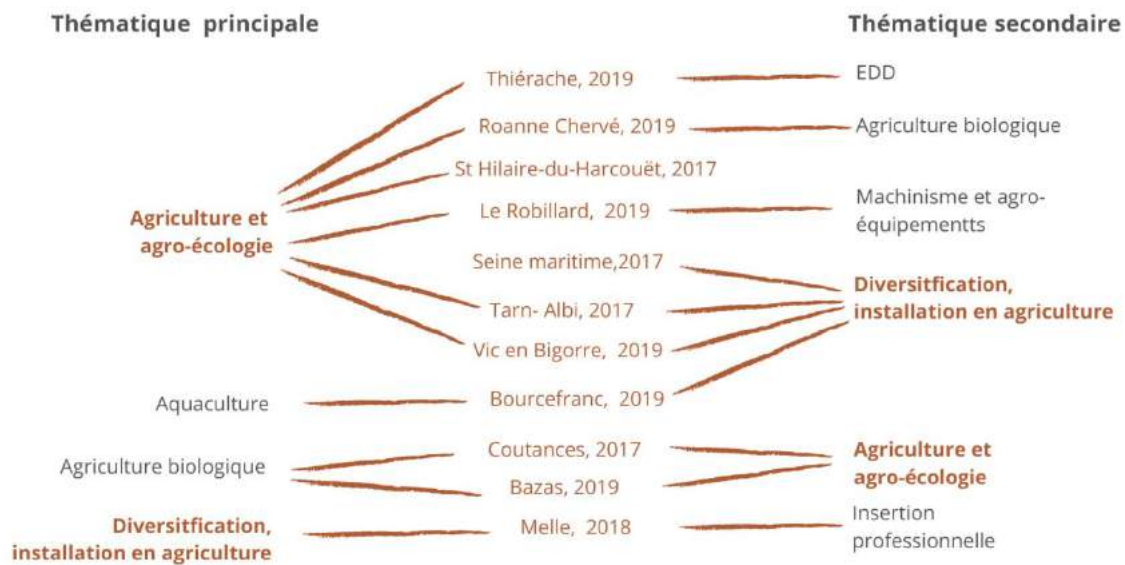 Thématique principale
Thématique secondaire
Thiérache, 2019
EDD
Roanne Chervé, 2019
Agriculture biologique
St Hilaire-du-Harcouët, 2017
Agriculture et
agro-écologie
Le Robillard, 2019
Machinisme et agro-
équipementts
Seine maritime,2017
Diversitfication,
installation en agriculture
Tarn- Albi, 2017
Vic en Bigorre, 2019
Aquaculture
Bourcefranc, 2019
Agriculture biologique
Coutances, 2017
Agriculture et
agro-écologie
Bazas, 2019
Diversitfication,
installation en agriculture
Melle, 2018
Insertion
professionnelle